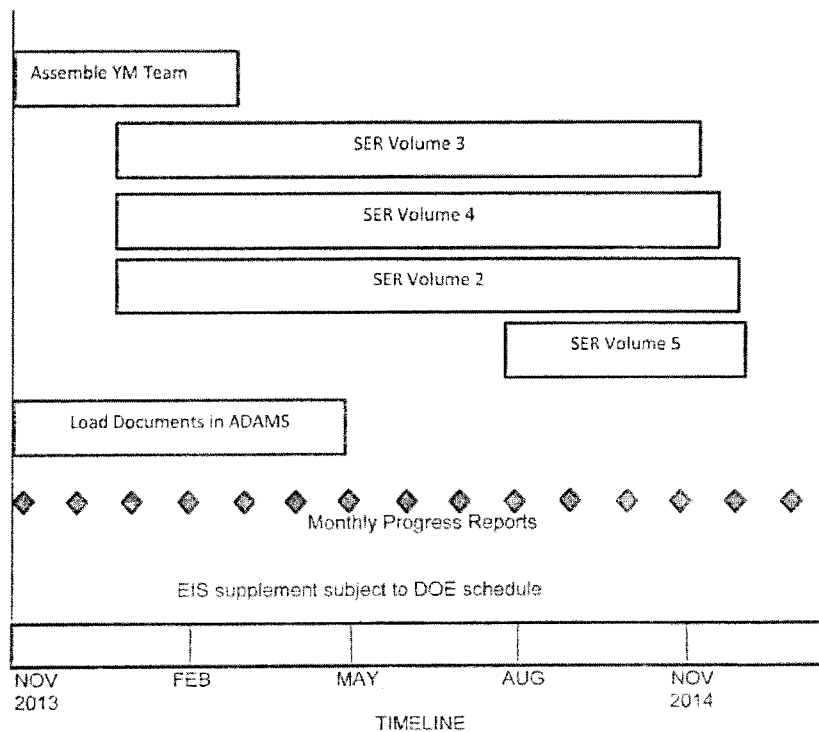 Assemble YM Team
SER Volume 3
SER Volume 4
SER Volume 2
SER Volume 5
Load Documents in ADAMS
Monthly Progress Reports
EIS supplement subject to DOE schedule
NOV
2013
FEB
MAY
AUG
NOV
2014
TIMELINE